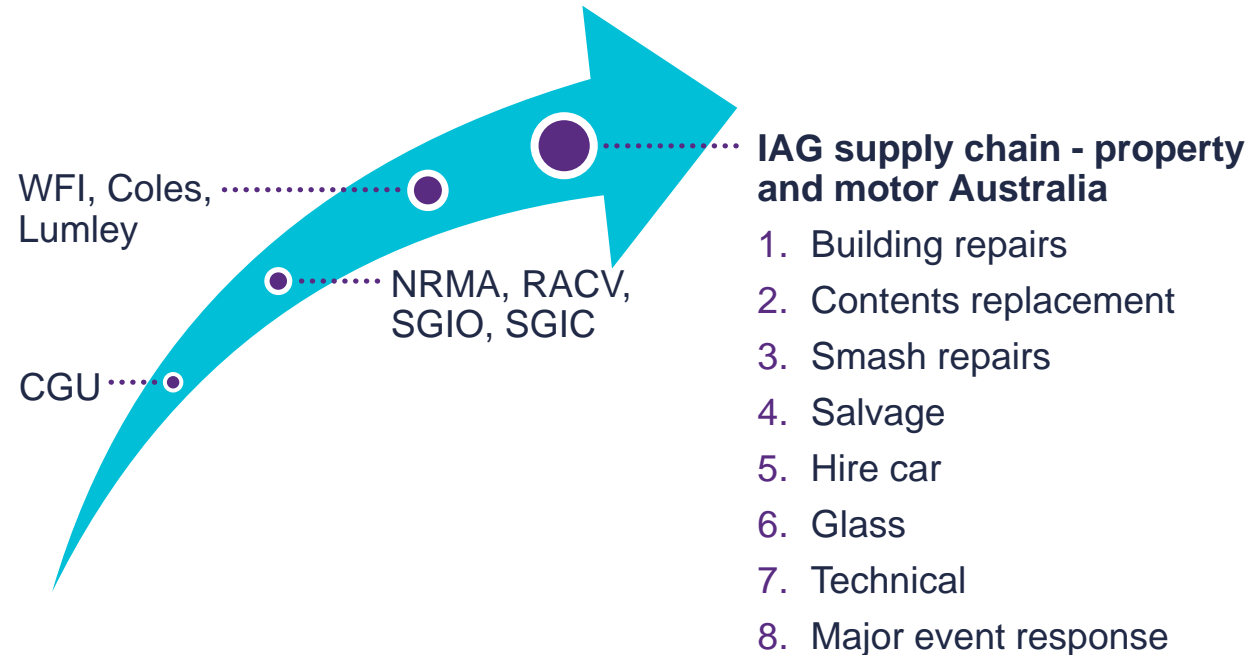 WFI, Coles,
Lumley
NRMA, RACV,
SGIO, SGIC
CGU
IAG supply chain - property
and motor Australia
1. Building repairs
2. Contents replacement
3. Smash repairs
4. Salvage
5. Hire car
6. Glass
7. Technical
8. Major event response